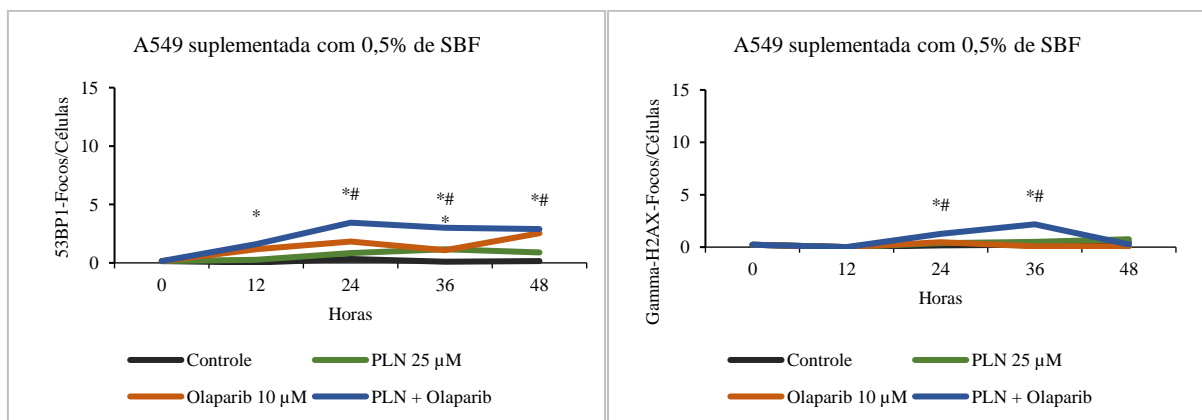 A549 suplementada com 0,5% de SBF
53BP1-Focos/Células
15
10
5
0
*
*#
*#
*
*#
0 12 24 36 48
Horas
Controle PLN 25 µM
Olaparib 10 µM PLN + Olaparib
A549 suplementada com 0,5% de SBF
Gamma-H2AX-Focos/Células
15
10
5
0
*#
*#
0 12 24 36 48
Horas
Controle PLN 25 µM
Olaparib 10 µM PLN + Olaparib